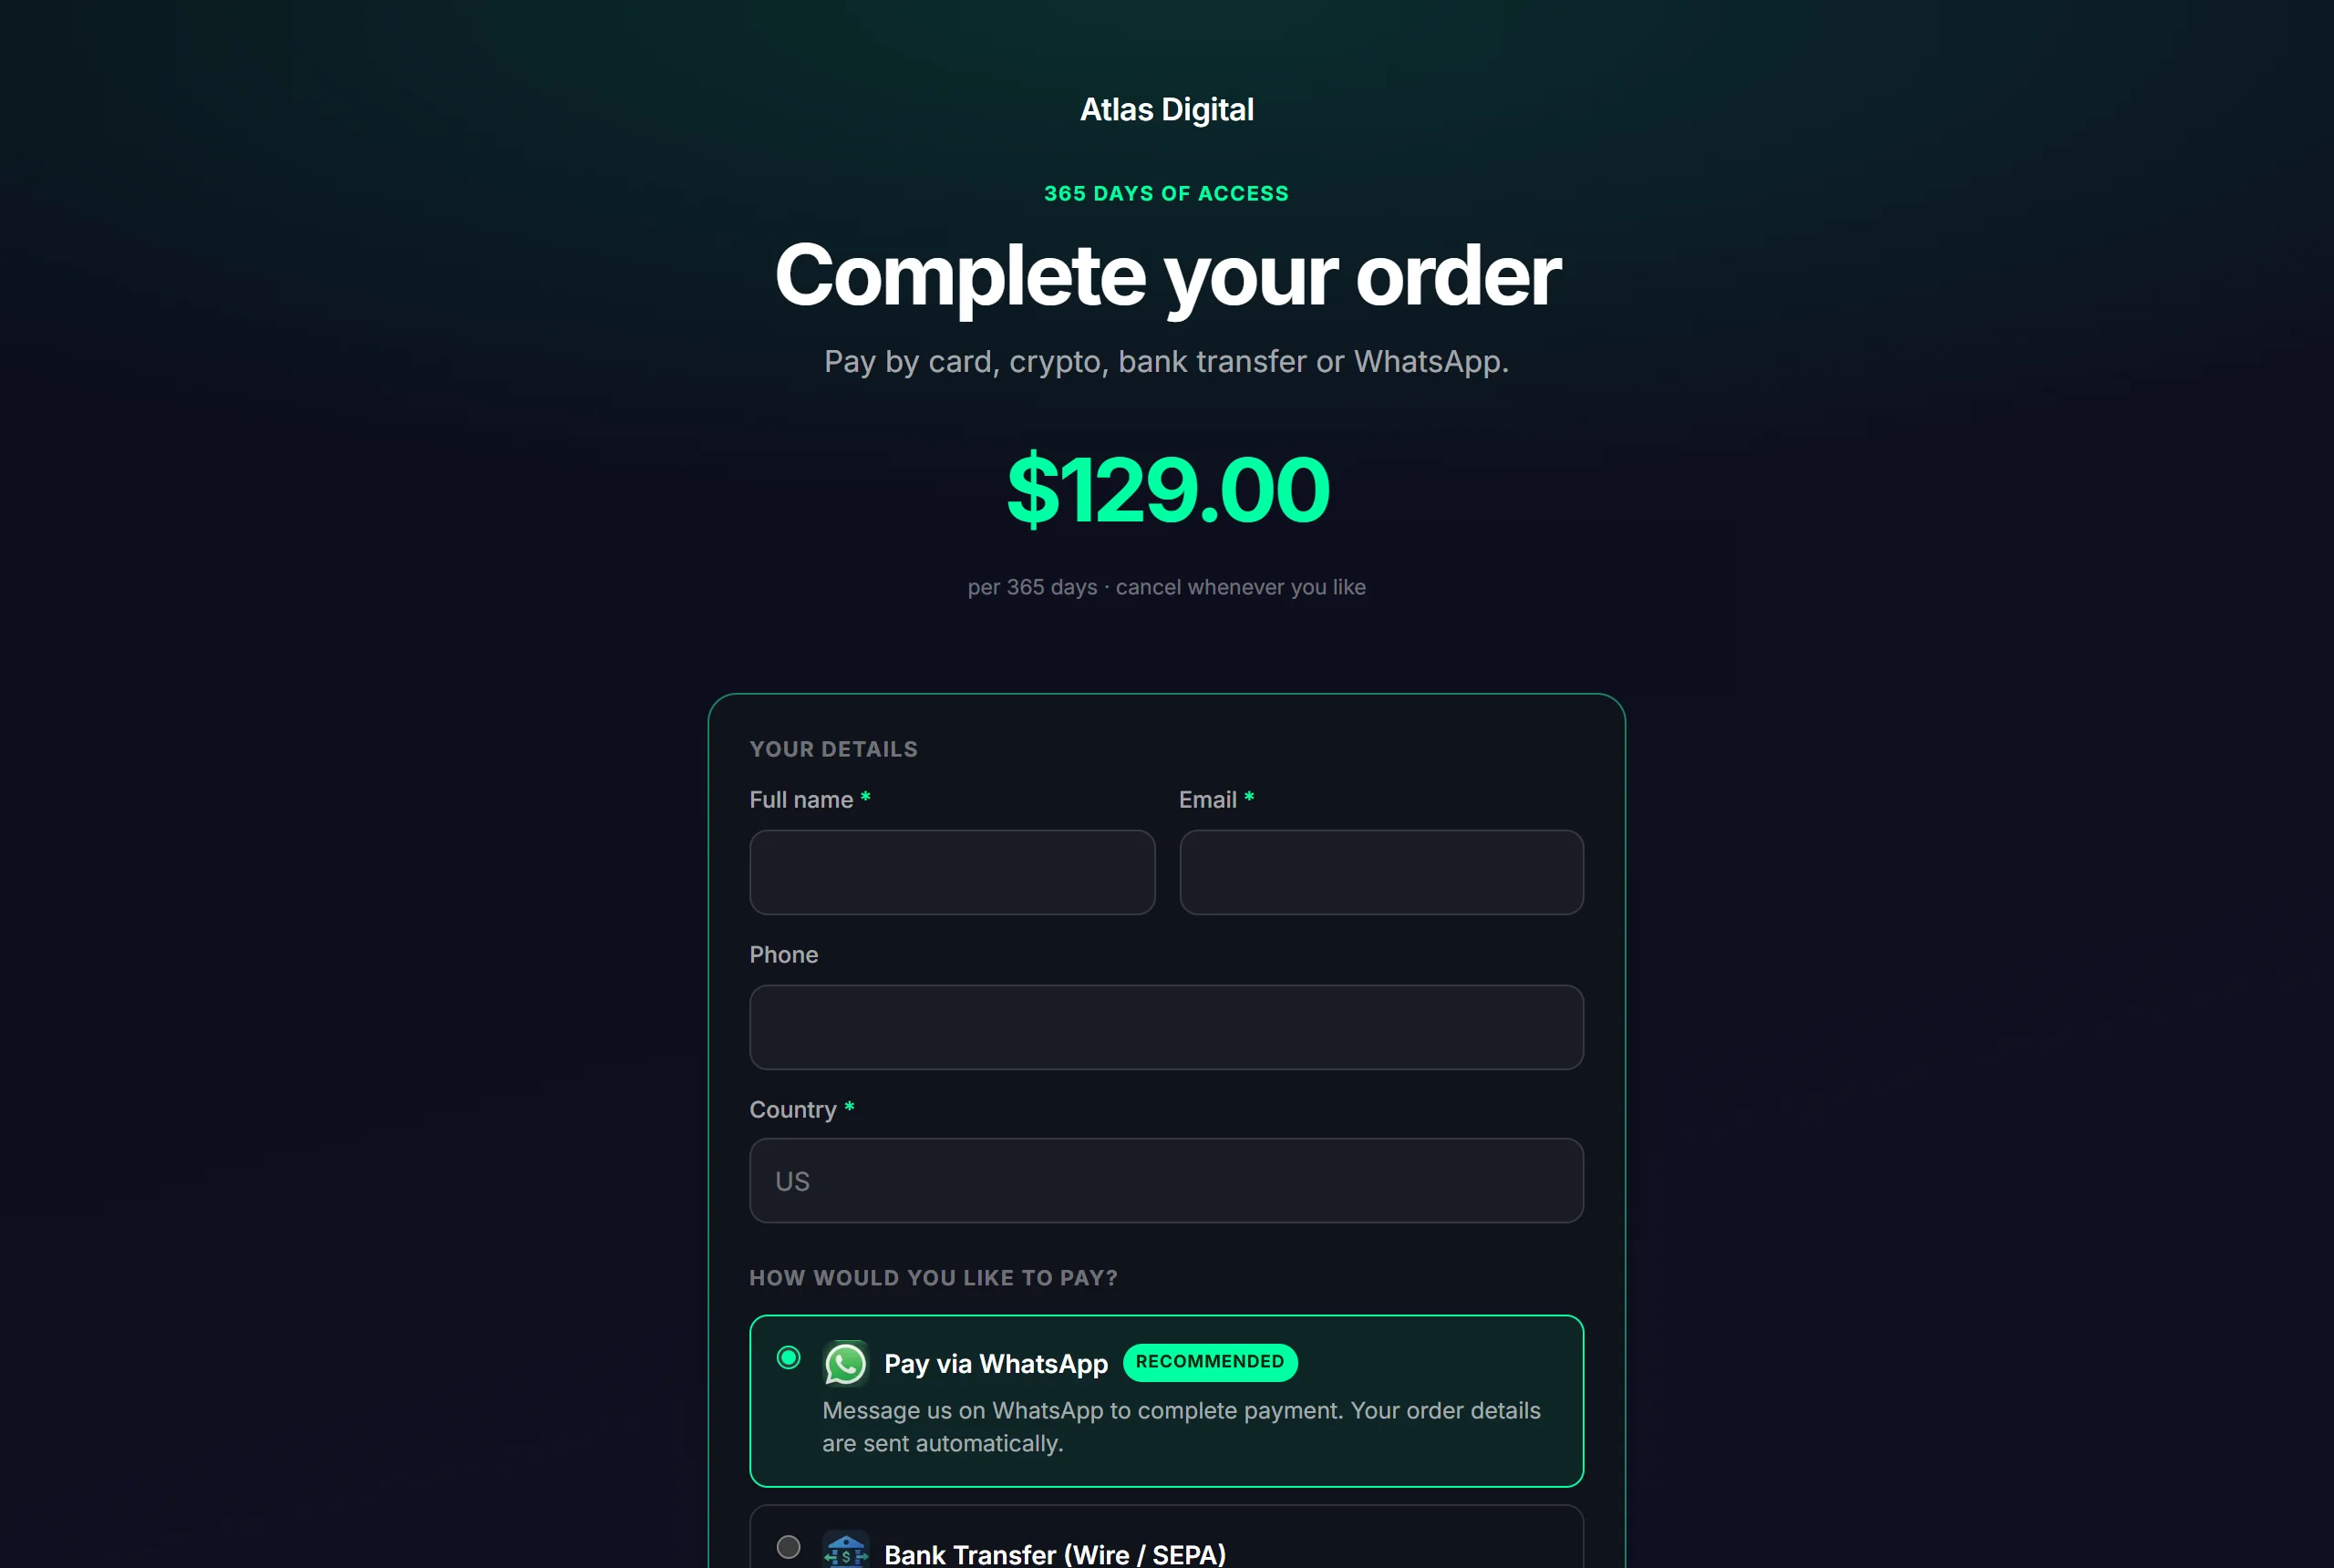 Atlas Digital
365 DAYS OF ACCESS
Complete your order
Pay by card, crypto, bank transfer or WhatsApp.
$129.00
per 365 days · cancel whenever you like
YOUR DETAILS
Full name *
Email *
Phone
Country *
US
HOW WOULD YOU LIKE TO PAY?
Pay via WhatsApp RECOMMENDED
Message us on WhatsApp to complete payment. Your order details
are sent automatically.
Bank Transfer (Wire / SEPA)